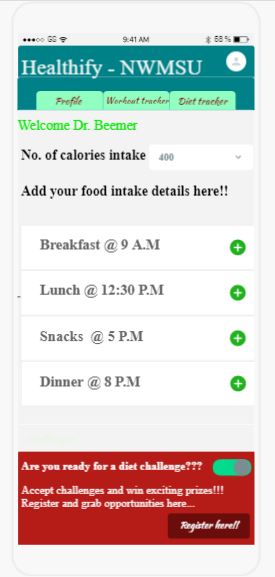 9:41 AM
58 %
Healthify - NWMSU
Profile
Workout tracker
Diet tracker
Welcome Dr. Beemer
No. of calories intake 400
Add your food intake details here!!
Breakfast @ 9 A.M
Lunch @ 12:30 P.M
Snacks @ 5 P.M
Dinner @ 8 P.M
Are you ready for a diet challenge???
Accept challenges and win exciting prizes!!!
Register and grab opportunities here...
Register here!!